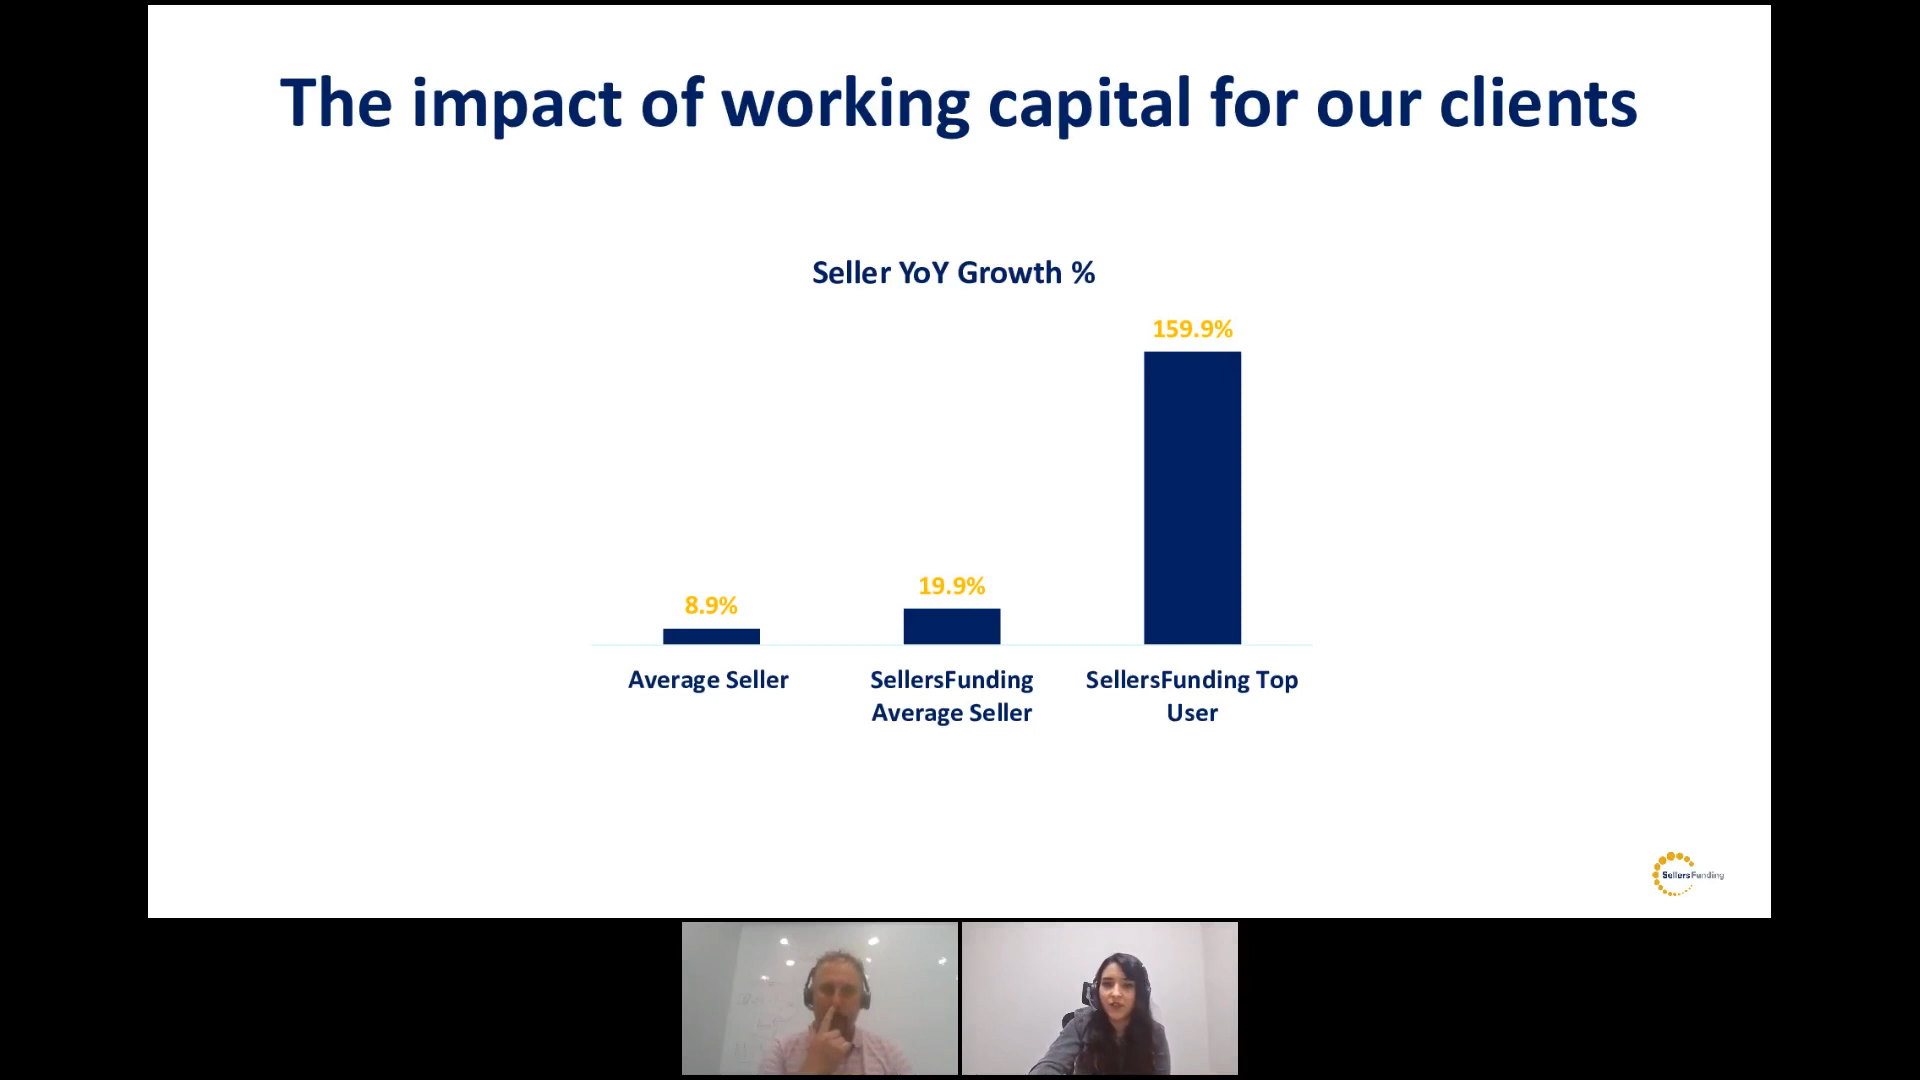 The impact of working capital for our clients
Seller YoY Growth %
159.9%
19.9%
8.9%
Average Seller
SellersFunding
Average Seller
SellersFunding Top
User
SellersFunding